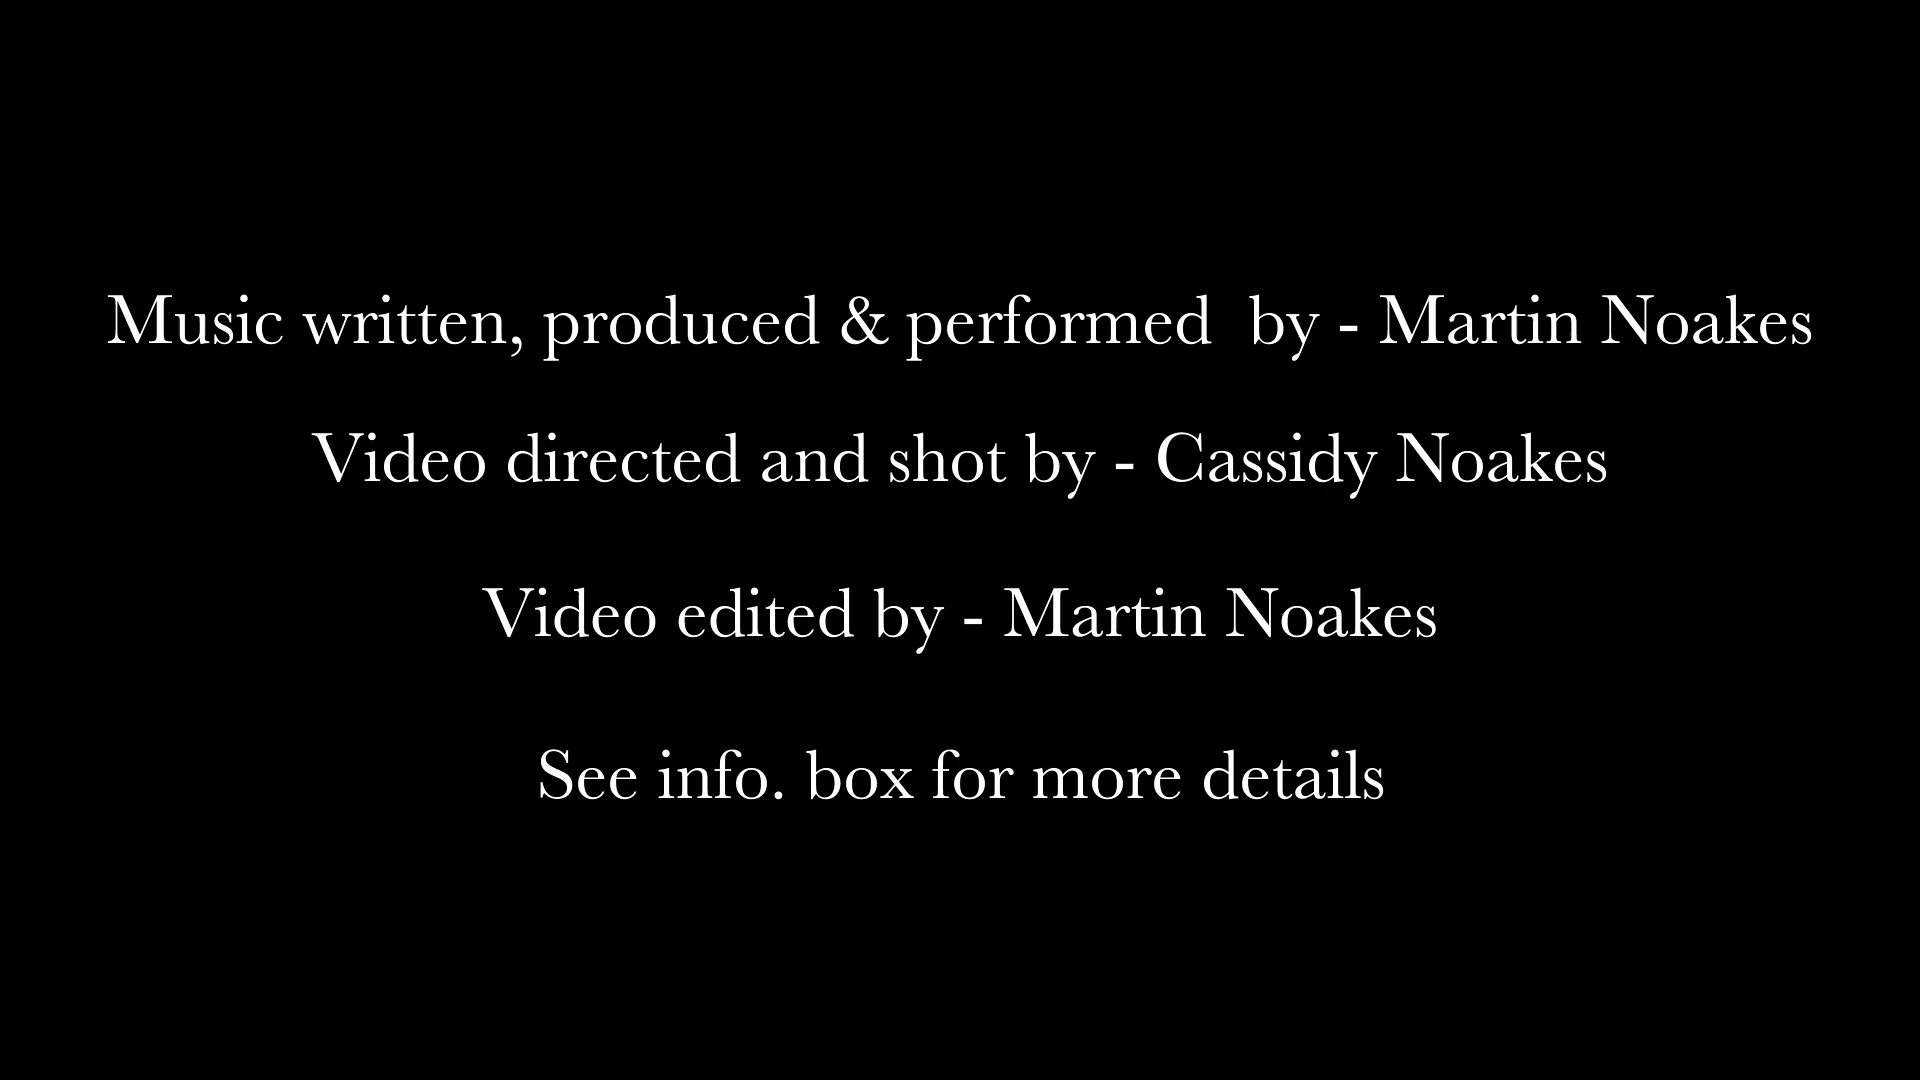 Music written, produced & performed  by - Martin Noakes
Video directed and shot by - Cassidy Noakes
Video edited by - Martin Noakes
See info. box for more details